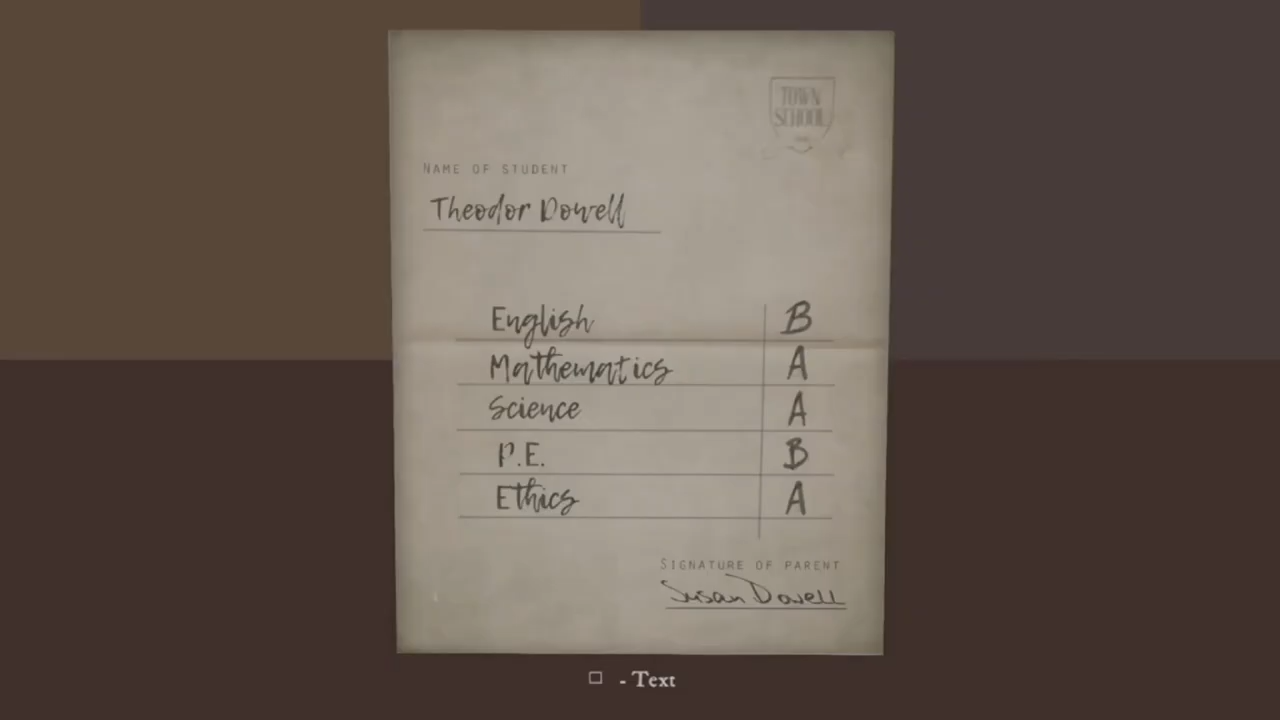 TOWN
SCHOOL
NAME OF STUDENT
Theodor Dowell
English B
Mathematics A
Science A
P.E. B
Ethics A
SIGNATURE OF PARENT
Susan Dowell
□ - Text